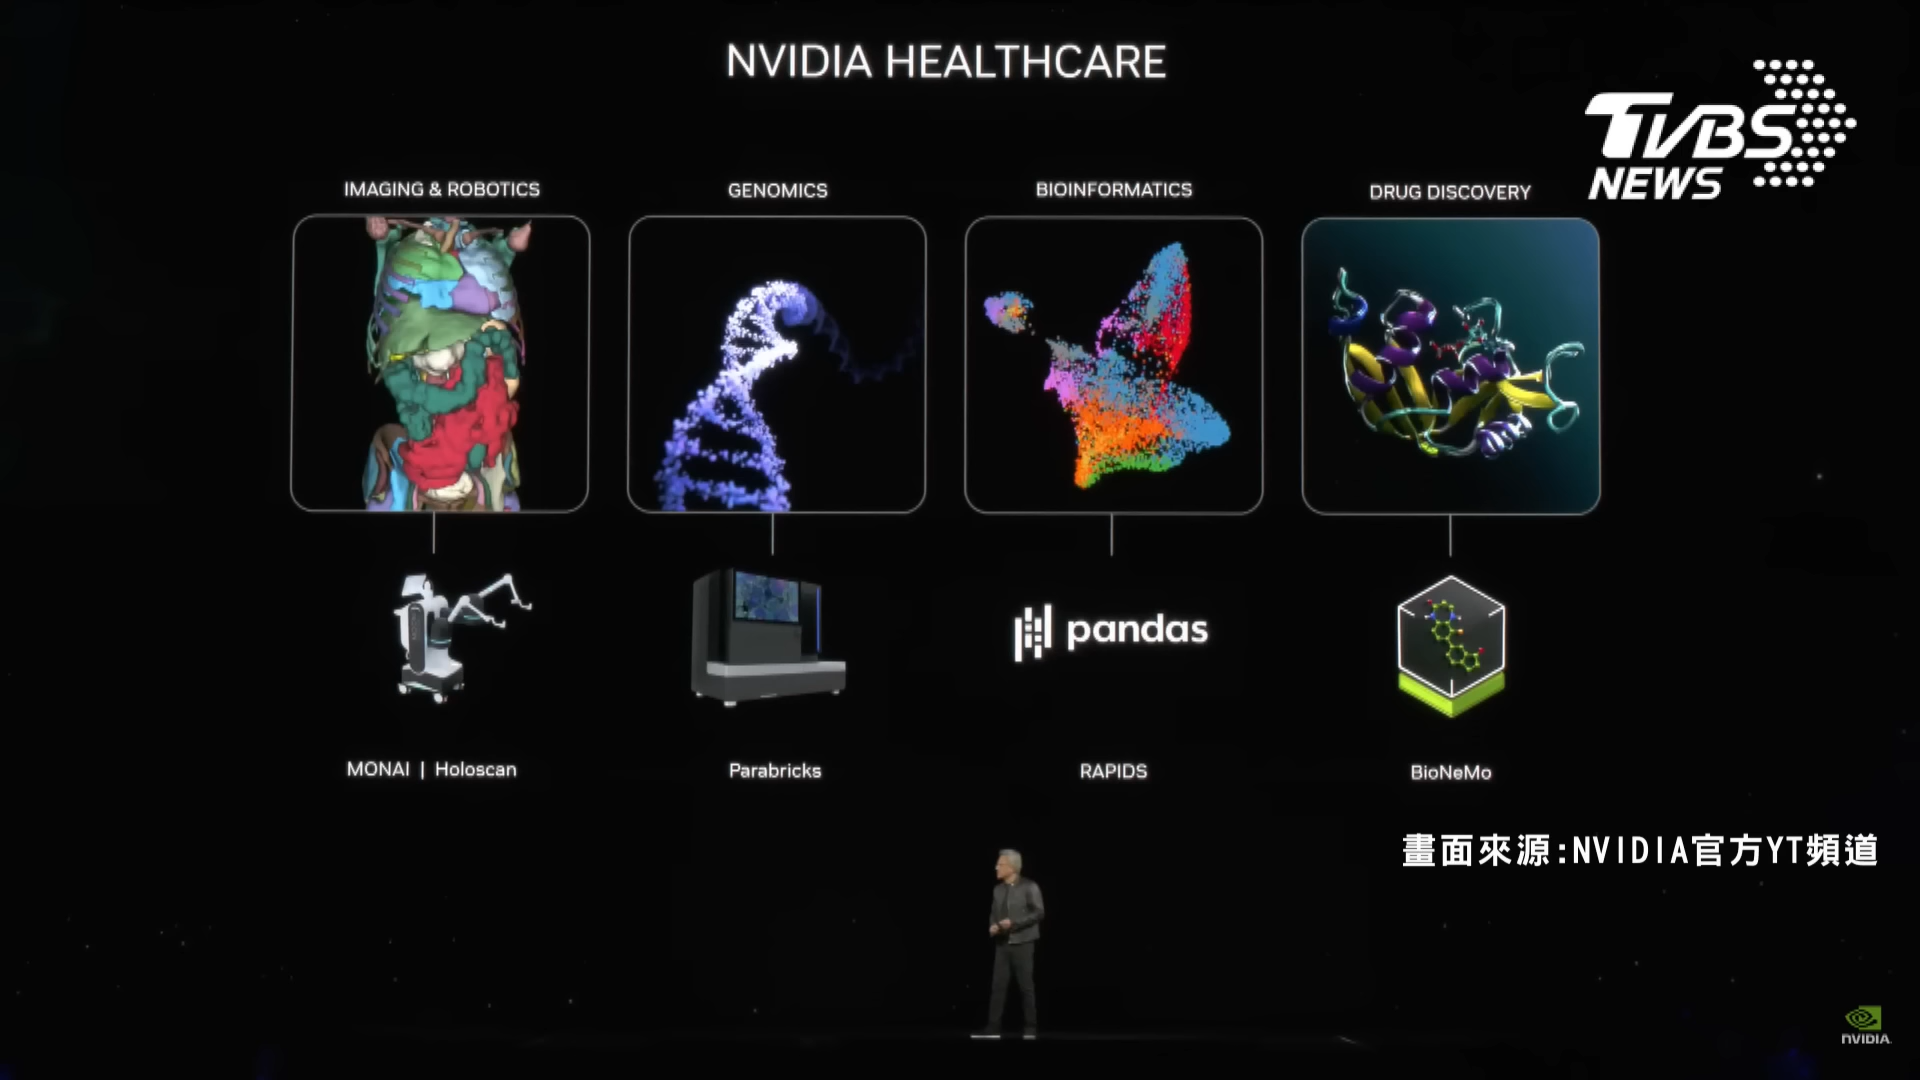 NVIDIA HEALTHCARE
TVBS
NEWS
IMAGING & ROBOTICS
GENOMICS
BIOINFORMATICS
DRUG DISCOVERY
pandas
MONAI | Holoscan
Parabricks
RAPIDS
BioNeMo
畫面來源:NVIDIA官方YT頻道
NVIDIA